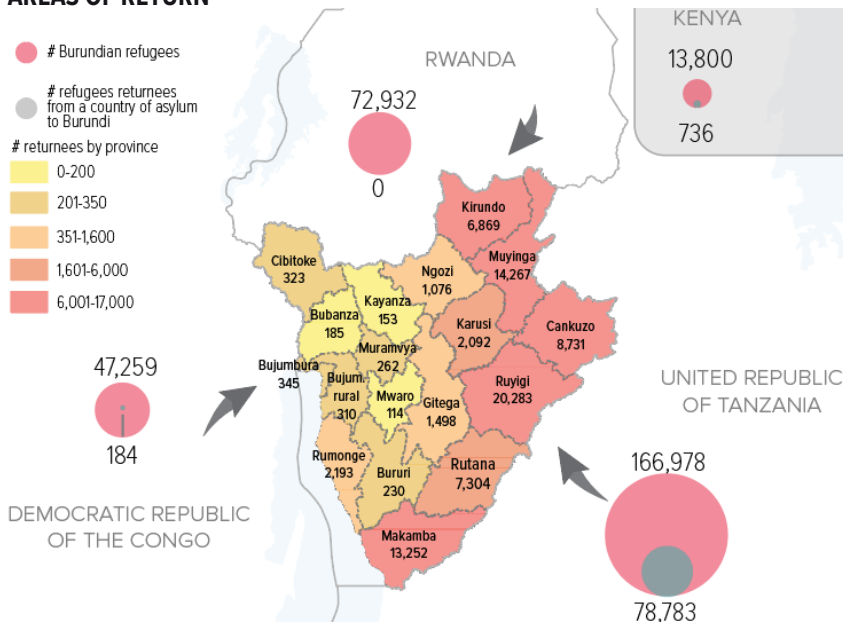 AREAS OF RETURN
# Burundian refugees
# refugees returnees
from a country of asylum
to Burundi
# returnees by province
0-200
201-350
351-1,600
1,601-6,000
6,001-17,000
RWANDA
72,932
0
KENYA
13,800
736
Kirundo
6,869
Muyinga
14,267
Cibitoke
323
Ngozi
1,076
Kayanza
153
Bubanza
185
Karusi
2,092
Cankuzo
8,731
Muramvya
262
Bujumbura
345
Bujum.
rural
310
Mwaro
114
Gitega
1,498
Ruyigi
20,283
Rumonge
2,193
Bururi
230
Rutana
7,304
Makamba
13,252
47,259
184
DEMOCRATIC REPUBLIC
OF THE CONGO
UNITED REPUBLIC
OF TANZANIA
166,978
78,783